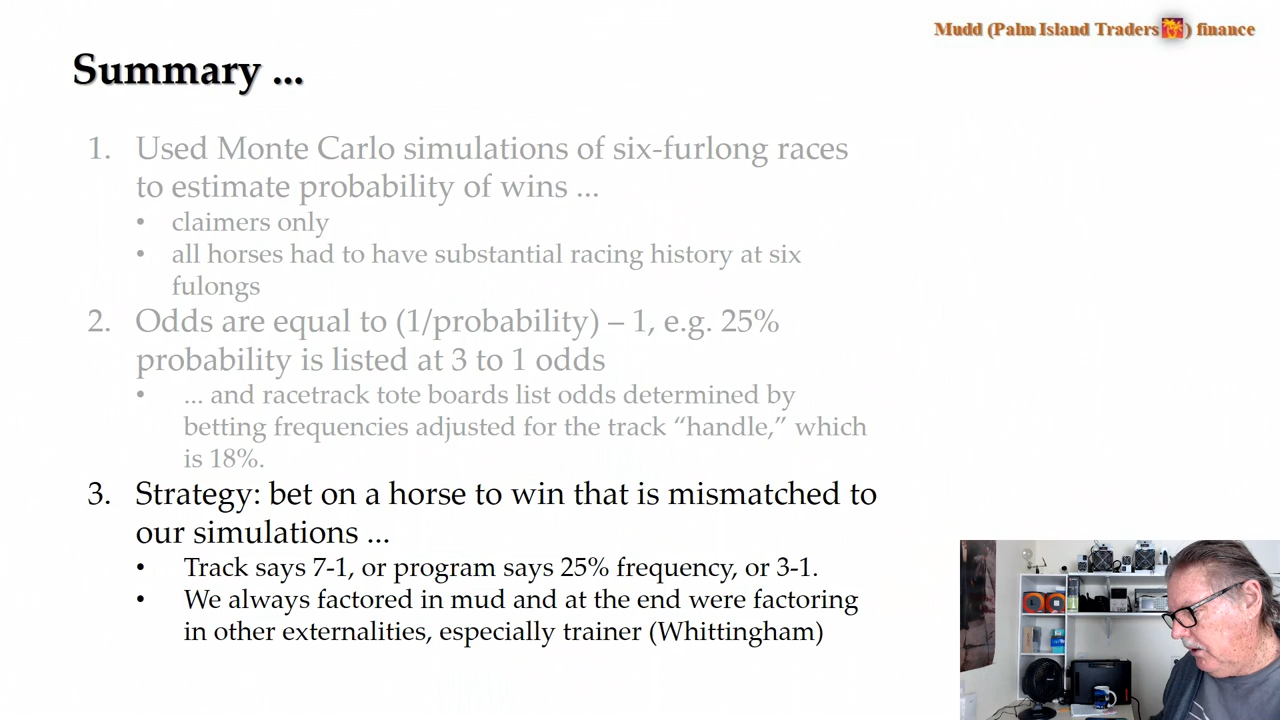 Mudd (Palm Island Traders ) finance
Summary ...
1. Used Monte Carlo simulations of six-furlong races
to estimate probability of wins ...
• claimers only
• all horses had to have substantial racing history at six
fulongs
2. Odds are equal to (1/probability) – 1, e.g. 25%
probability is listed at 3 to 1 odds
• ... and racetrack tote boards list odds determined by
betting frequencies adjusted for the track “handle,” which
is 18%.
3. Strategy: bet on a horse to win that is mismatched to
our simulations ...
• Track says 7-1, or program says 25% frequency, or 3-1.
• We always factored in mud and at the end were factoring
in other externalities, especially trainer (Whittingham)